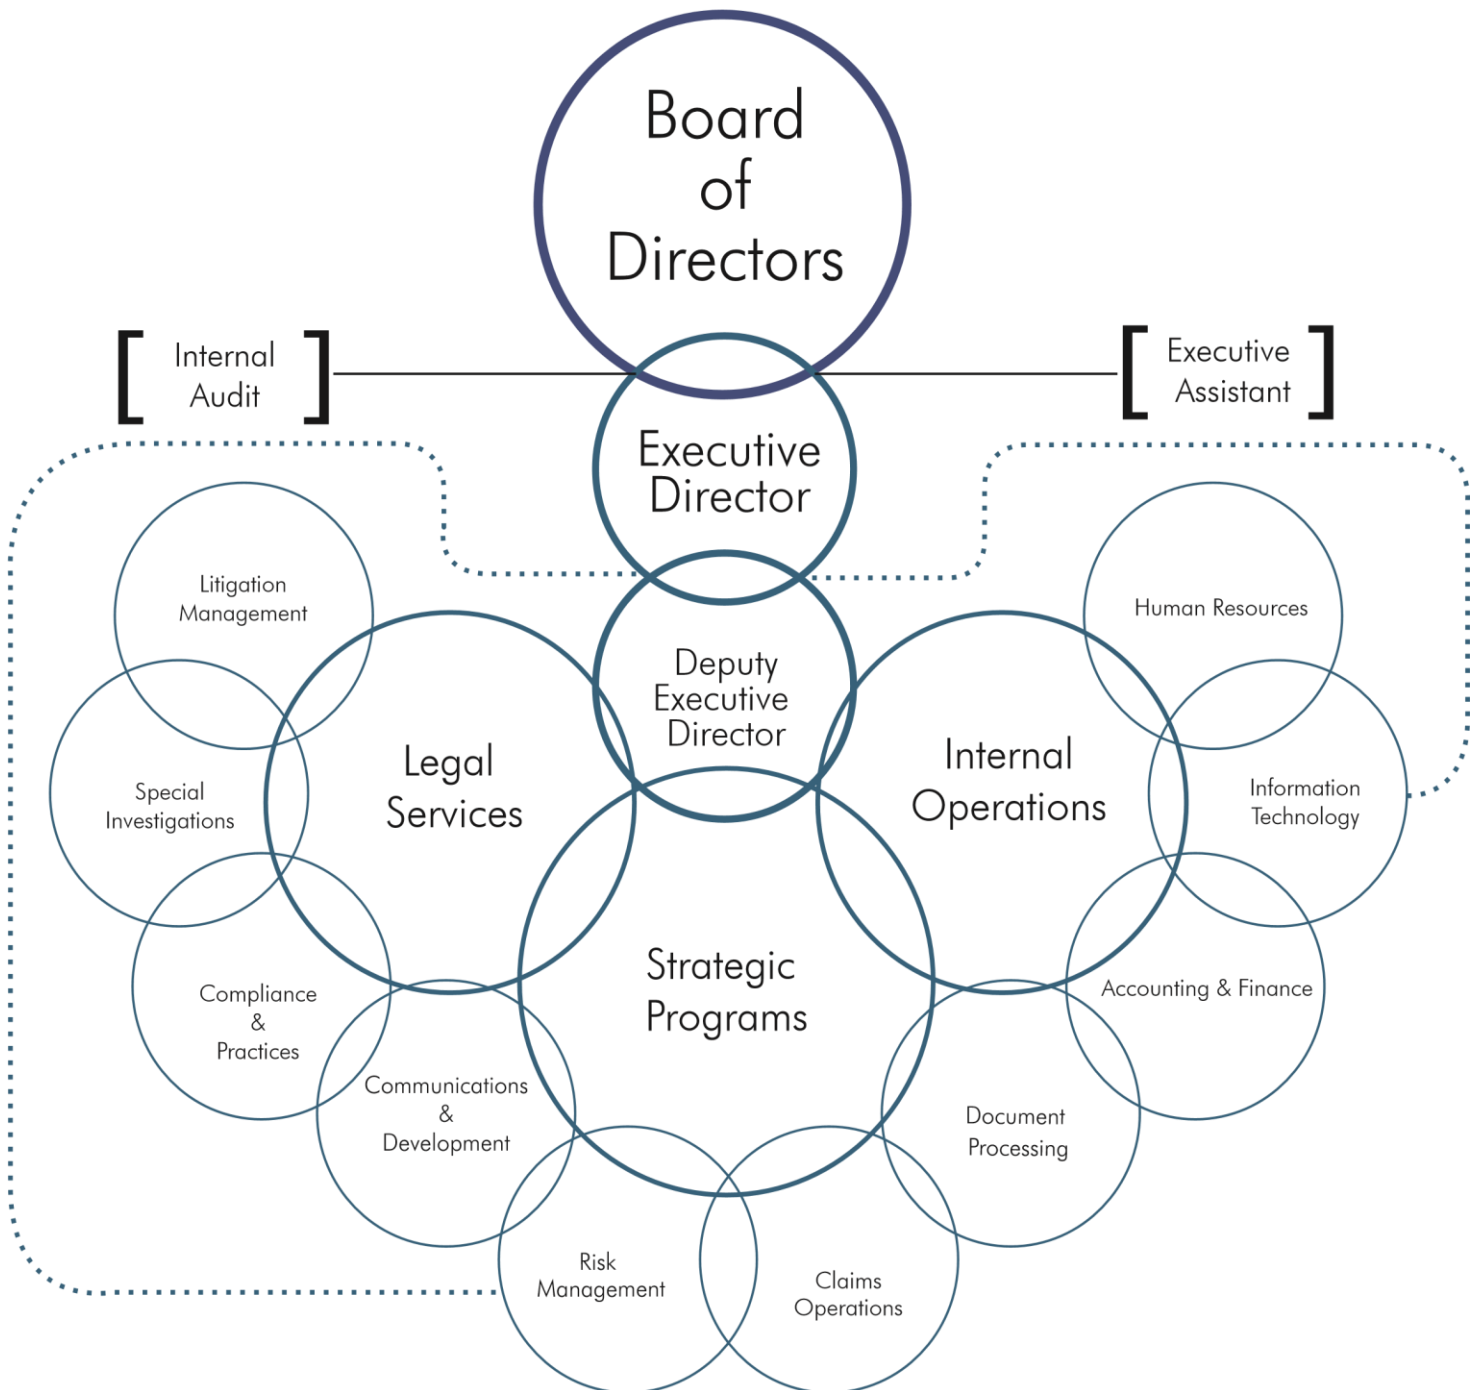 Board
of
Directors
Internal
Audit
Executive
Assistant
Executive
Director
Deputy
Executive
Director
Litigation
Management
Human Resources
Legal
Services
Internal
Operations
Special
Investigations
Information
Technology
Strategic
Programs
Compliance
&
Practices
Accounting & Finance
Communications
&
Development
Document
Processing
Risk
Management
Claims
Operations